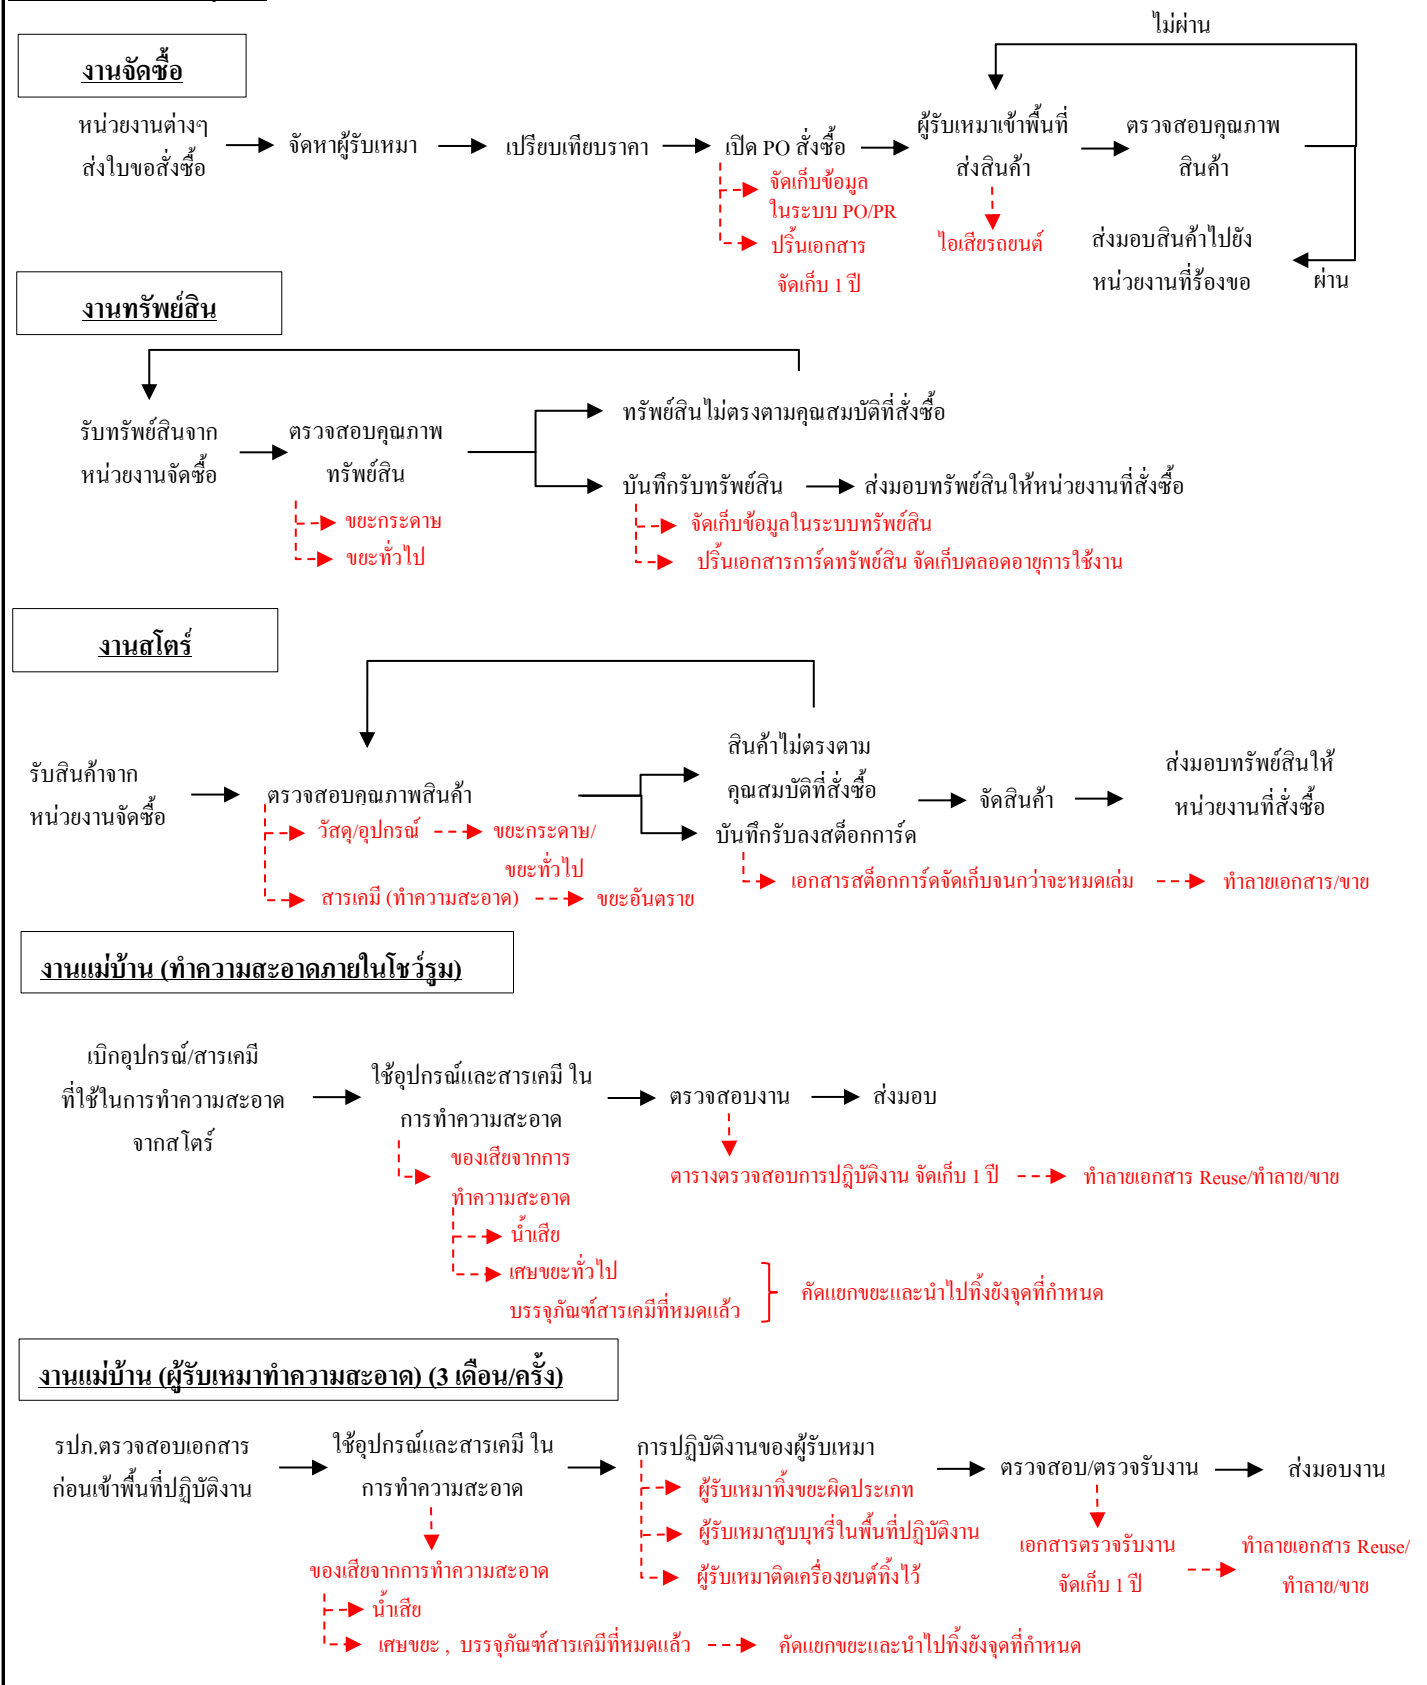 ไม่ผ่าน
งานจัดซื้อ
หน่วยงานต่างๆ
ส่งใบขอสั่งซื้อ
จัดหาผู้รับเหมา
เปรียบเทียบราคา
เปิด PO สั่งซื้อ
ผู้รับเหมาเข้าพื้นที่
ส่งสินค้า
ตรวจสอบคุณภาพ
สินค้า
จัดเก็บข้อมูล
ในระบบ PO/PR
ปริ้นเอกสาร
จัดเก็บ 1 ปี
ไอเสียรถยนต์
ส่งมอบสินค้าไปยัง
หน่วยงานที่ร้องขอ
ผ่าน
งานทรัพย์สิน
รับทรัพย์สินจาก
หน่วยงานจัดซื้อ
ตรวจสอบคุณภาพ
ทรัพย์สิน
ขยะกระดาษ
ขยะทั่วไป
ทรัพย์สินไม่ตรงตามคุณสมบัติที่สั่งซื้อ
บันทึกรับทรัพย์สิน
ส่งมอบทรัพย์สินให้หน่วยงานที่สั่งซื้อ
จัดเก็บข้อมูลในระบบทรัพย์สิน
ปริ้นเอกสารการ์ดทรัพย์สิน จัดเก็บตลอดอายุการใช้งาน
งานสโตร์
รับสินค้าจาก
หน่วยงานจัดซื้อ
ตรวจสอบคุณภาพสินค้า
วัสดุ/อุปกรณ์
ขยะกระดาษ/
ขยะทั่วไป
สารเคมี (ทำความสะอาด)
ขยะอันตราย
สินค้าไม่ตรงตาม
คุณสมบัติที่สั่งซื้อ
บันทึกรับลงสต็อกการ์ด
จัดสินค้า
ส่งมอบทรัพย์สินให้
หน่วยงานที่สั่งซื้อ
เอกสารสต็อกการ์ดจัดเก็บจนกว่าจะหมดเล่ม
ทำลายเอกสาร/ขาย
งานแม่บ้าน (ทำความสะอาดภายในโชว์รูม)
เบิกอุปกรณ์/สารเคมี
ที่ใช้ในการทำความสะอาด
จากสโตร์
ใช้อุปกรณ์และสารเคมี ใน
การทำความสะอาด
ตรวจสอบงาน
ส่งมอบ
ของเสียจากการ
ทำความสะอาด
น้ำเสีย
เศษขยะทั่วไป
บรรจุภัณฑ์สารเคมีที่หมดแล้ว
คัดแยกขยะและนำไปทิ้งยังจุดที่กำหนด
ตารางตรวจสอบการปฎิบัติงาน จัดเก็บ 1 ปี
ทำลายเอกสาร Reuse/ทำลาย/ขาย
งานแม่บ้าน (ผู้รับเหมาทำความสะอาด) (3 เดือน/ครั้ง)
รปภ.ตรวจสอบเอกสาร
ก่อนเข้าพื้นที่ปฏิบัติงาน
ใช้อุปกรณ์และสารเคมี ใน
การทำความสะอาด
การปฏิบัติงานของผู้รับเหมา
ผู้รับเหมาทิ้งขยะผิดประเภท
ผู้รับเหมาสูบบุหรี่ในพื้นที่ปฏิบัติงาน
ผู้รับเหมาติดเครื่องยนต์ทิ้งไว้
ตรวจสอบ/ตรวจรับงาน
ส่งมอบงาน
เอกสารตรวจรับงาน
จัดเก็บ 1 ปี
ทำลายเอกสาร Reuse/
ทำลาย/ขาย
ของเสียจากการทำความสะอาด
น้ำเสีย
เศษขยะ , บรรจุภัณฑ์สารเคมีที่หมดแล้ว
คัดแยกขยะและนำไปทิ้งยังจุดที่กำหนด